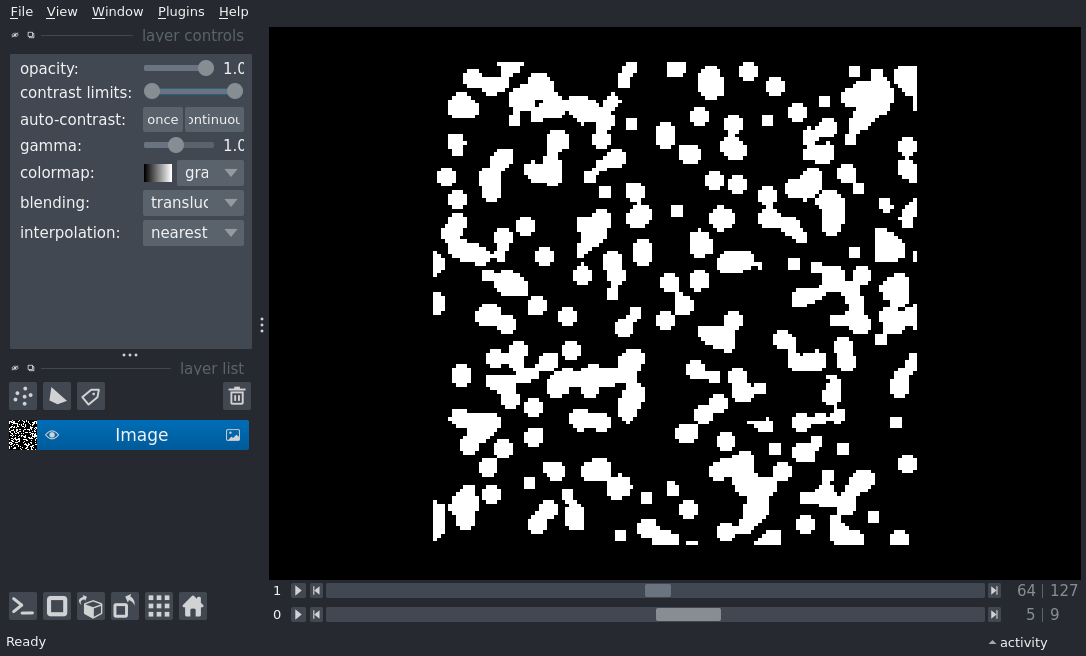 File View Window Plugins Help
layer controls
opacity: 1.0
contrast limits:
auto-contrast: once ontinuou
gamma: 1.0
colormap: gra
blending: transluc
interpolation: nearest
layer list
Image
1 64 | 127
0 5 | 9
Ready activity